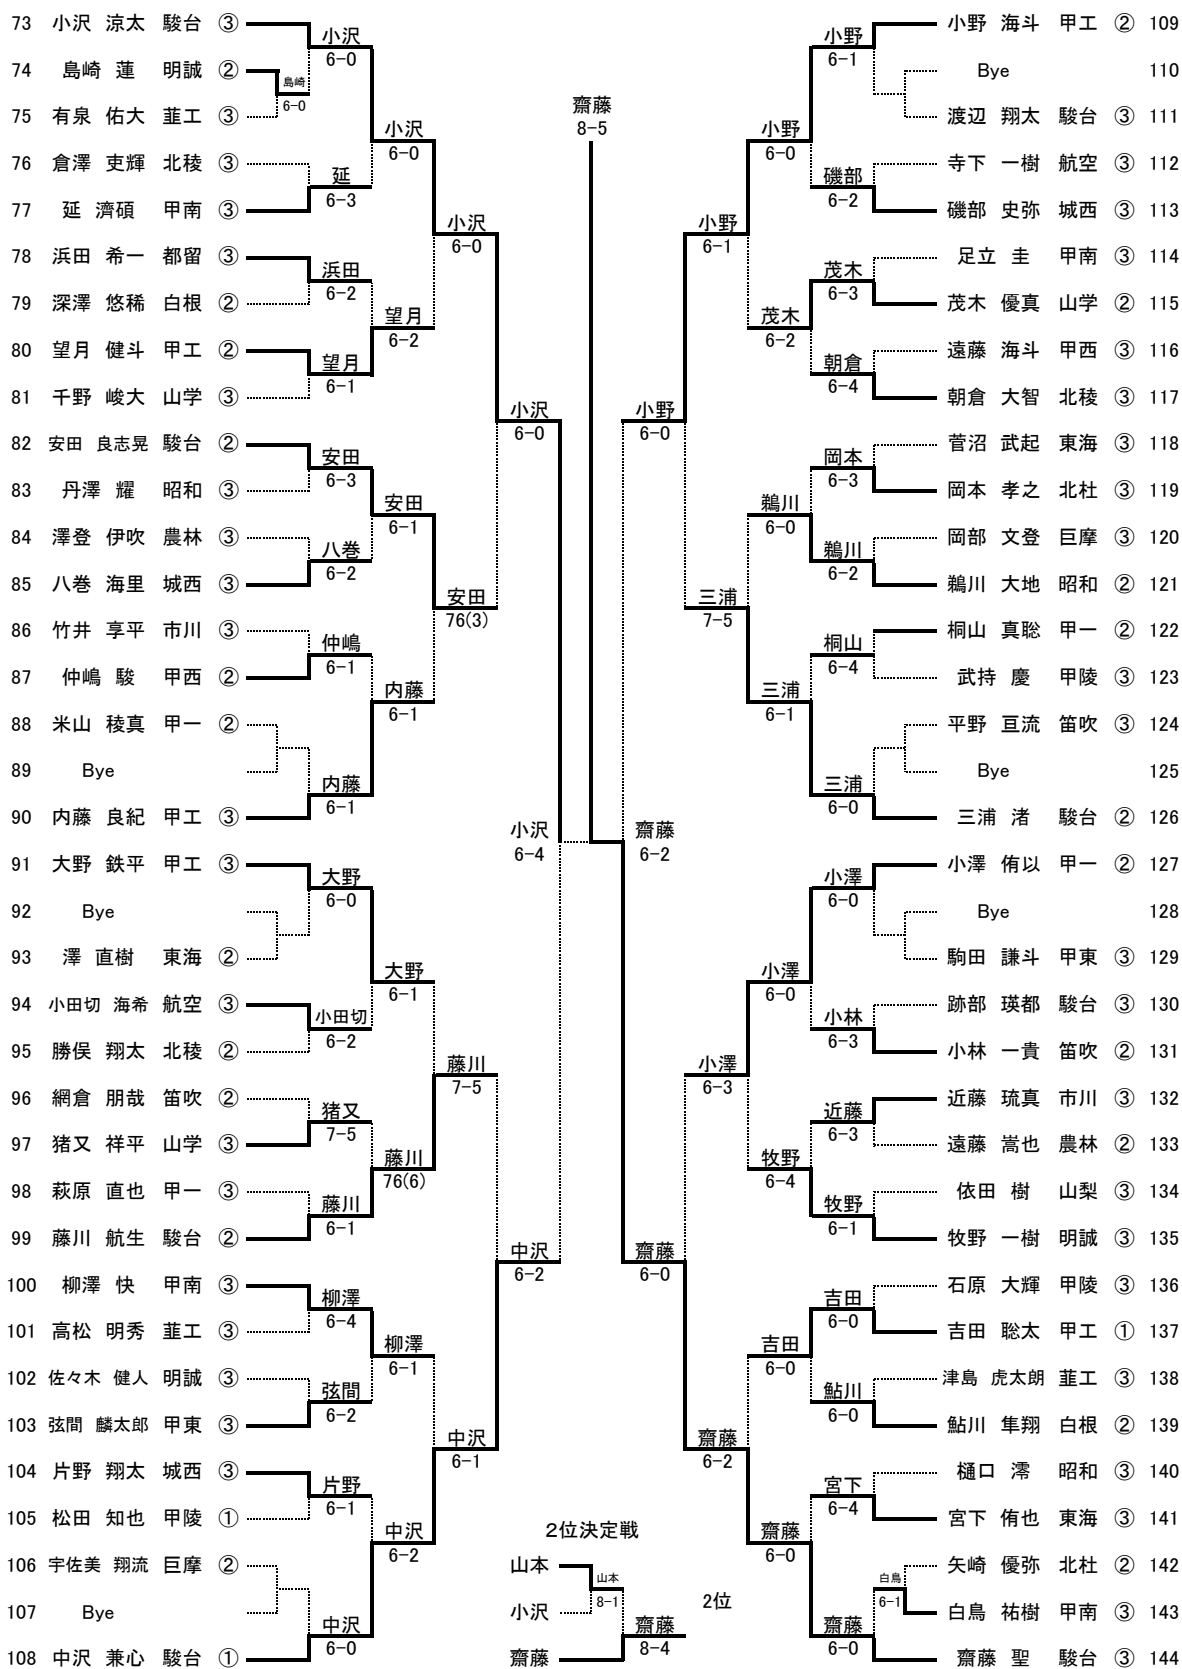 73 小沢 涼太 駿台 ③
74 島崎 蓮 明誠 ②
75 有泉 佑大 韮工 ③
76 倉澤 吏輝 北稜 ③
77 延 濟碩 甲南 ③
78 浜田 希一 都留 ③
79 深澤 悠稀 白根 ②
80 望月 健斗 甲工 ②
81 千野 峻大 山学 ③
82 安田 良志晃 駿台 ②
83 丹澤 耀 昭和 ③
84 澤登 伊吹 農林 ③
85 八巻 海里 城西 ③
86 竹井 享平 市川 ③
87 仲嶋 駿 甲西 ②
88 米山 稜真 甲一 ②
89 Bye
90 内藤 良紀 甲工 ③
91 大野 鉄平 甲工 ③
92 Bye
93 澤 直樹 東海 ②
94 小田切 海希 航空 ③
95 勝俣 翔太 北稜 ②
96 網倉 朋哉 笛吹 ②
97 猪又 祥平 山学 ③
98 萩原 直也 甲一 ③
99 藤川 航生 駿台 ②
100 柳澤 快 甲南 ③
101 高松 明秀 韮工 ③
102 佐々木 健人 明誠 ③
103 弦間 麟太郎 甲東 ③
104 片野 翔太 城西 ③
105 松田 知也 甲陵 ①
106 宇佐美 翔流 巨摩 ②
107 Bye
108 中沢 兼心 駿台 ①
小沢
6-0
島崎
6-0
延
6-3
浜田
6-2
望月
6-1
安田
6-3
八巻
6-2
仲嶋
6-1
内藤
6-1
大野
6-0
小田切
6-2
猪又
7-5
藤川
6-1
柳澤
6-4
弦間
6-2
片野
6-1
中沢
6-0
小沢
6-0
望月
6-2
安田
6-1
内藤
6-1
大野
6-1
藤川
76(6)
柳澤
6-1
中沢
6-2
小沢
6-0
安田
76(3)
藤川
7-5
中沢
6-1
小沢
6-0
中沢
6-2
小沢
6-4
齋藤
8-5
齋藤
6-2
小野
6-0
齋藤
6-0
小野
6-1
三浦
7-5
小澤
6-3
齋藤
6-2
小野
6-0
茂木
6-2
鵜川
6-0
三浦
6-1
小澤
6-0
牧野
6-4
吉田
6-0
齋藤
6-0
小野
6-1
磯部
6-2
茂木
6-3
朝倉
6-4
岡本
6-3
鵜川
6-2
桐山
6-4
三浦
6-0
小澤
6-0
小林
6-3
近藤
6-3
牧野
6-1
吉田
6-0
鮎川
6-0
宮下
6-4
白鳥
6-1
齋藤
6-0
小野 海斗 甲工 ② 109
Bye 110
渡辺 翔太 駿台 ③ 111
寺下 一樹 航空 ③ 112
磯部 史弥 城西 ③ 113
足立 圭 甲南 ③ 114
茂木 優真 山学 ② 115
遠藤 海斗 甲西 ③ 116
朝倉 大智 北稜 ③ 117
菅沼 武起 東海 ③ 118
岡本 孝之 北杜 ③ 119
岡部 文登 巨摩 ③ 120
鵜川 大地 昭和 ② 121
桐山 真聡 甲一 ② 122
武持 慶 甲陵 ③ 123
平野 亘流 笛吹 ③ 124
Bye 125
三浦 渚 駿台 ② 126
小澤 侑以 甲一 ② 127
Bye 128
駒田 謙斗 甲東 ③ 129
跡部 瑛都 駿台 ③ 130
小林 一貴 笛吹 ② 131
近藤 琉真 市川 ③ 132
遠藤 嵩也 農林 ② 133
依田 樹 山梨 ③ 134
牧野 一樹 明誠 ③ 135
石原 大輝 甲陵 ③ 136
吉田 聡太 甲工 ① 137
津島 虎太朗 韮工 ③ 138
鮎川 隼翔 白根 ② 139
樋口 澪 昭和 ③ 140
宮下 侑也 東海 ③ 141
矢崎 優弥 北杜 ② 142
白鳥 祐樹 甲南 ③ 143
齋藤 聖 駿台 ③ 144
2位決定戦
山本
小沢
齋藤
山本
8-1
2位
齋藤
8-4